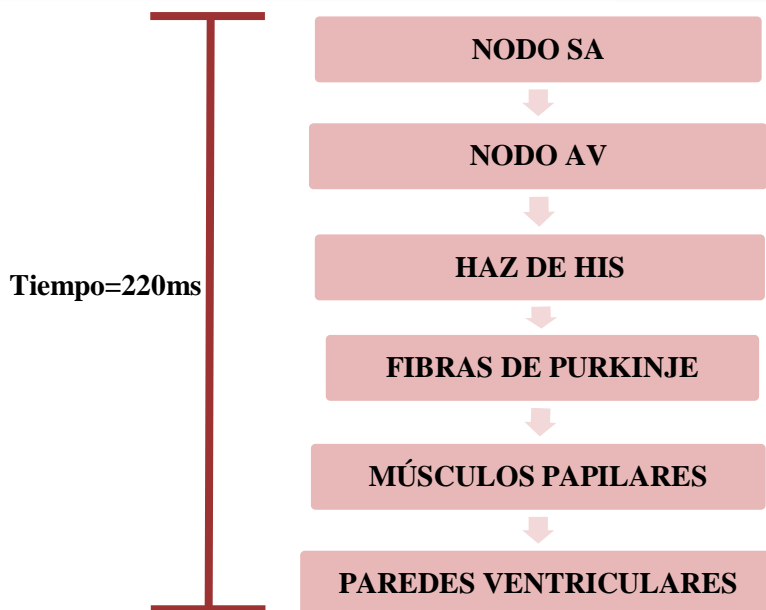 NODO SA
NODO AV
HAZ DE HIS
Tiempo=220ms
FIBRAS DE PURKINJE
MÚSCULOS PAPILARES
PAREDES VENTRICULARES